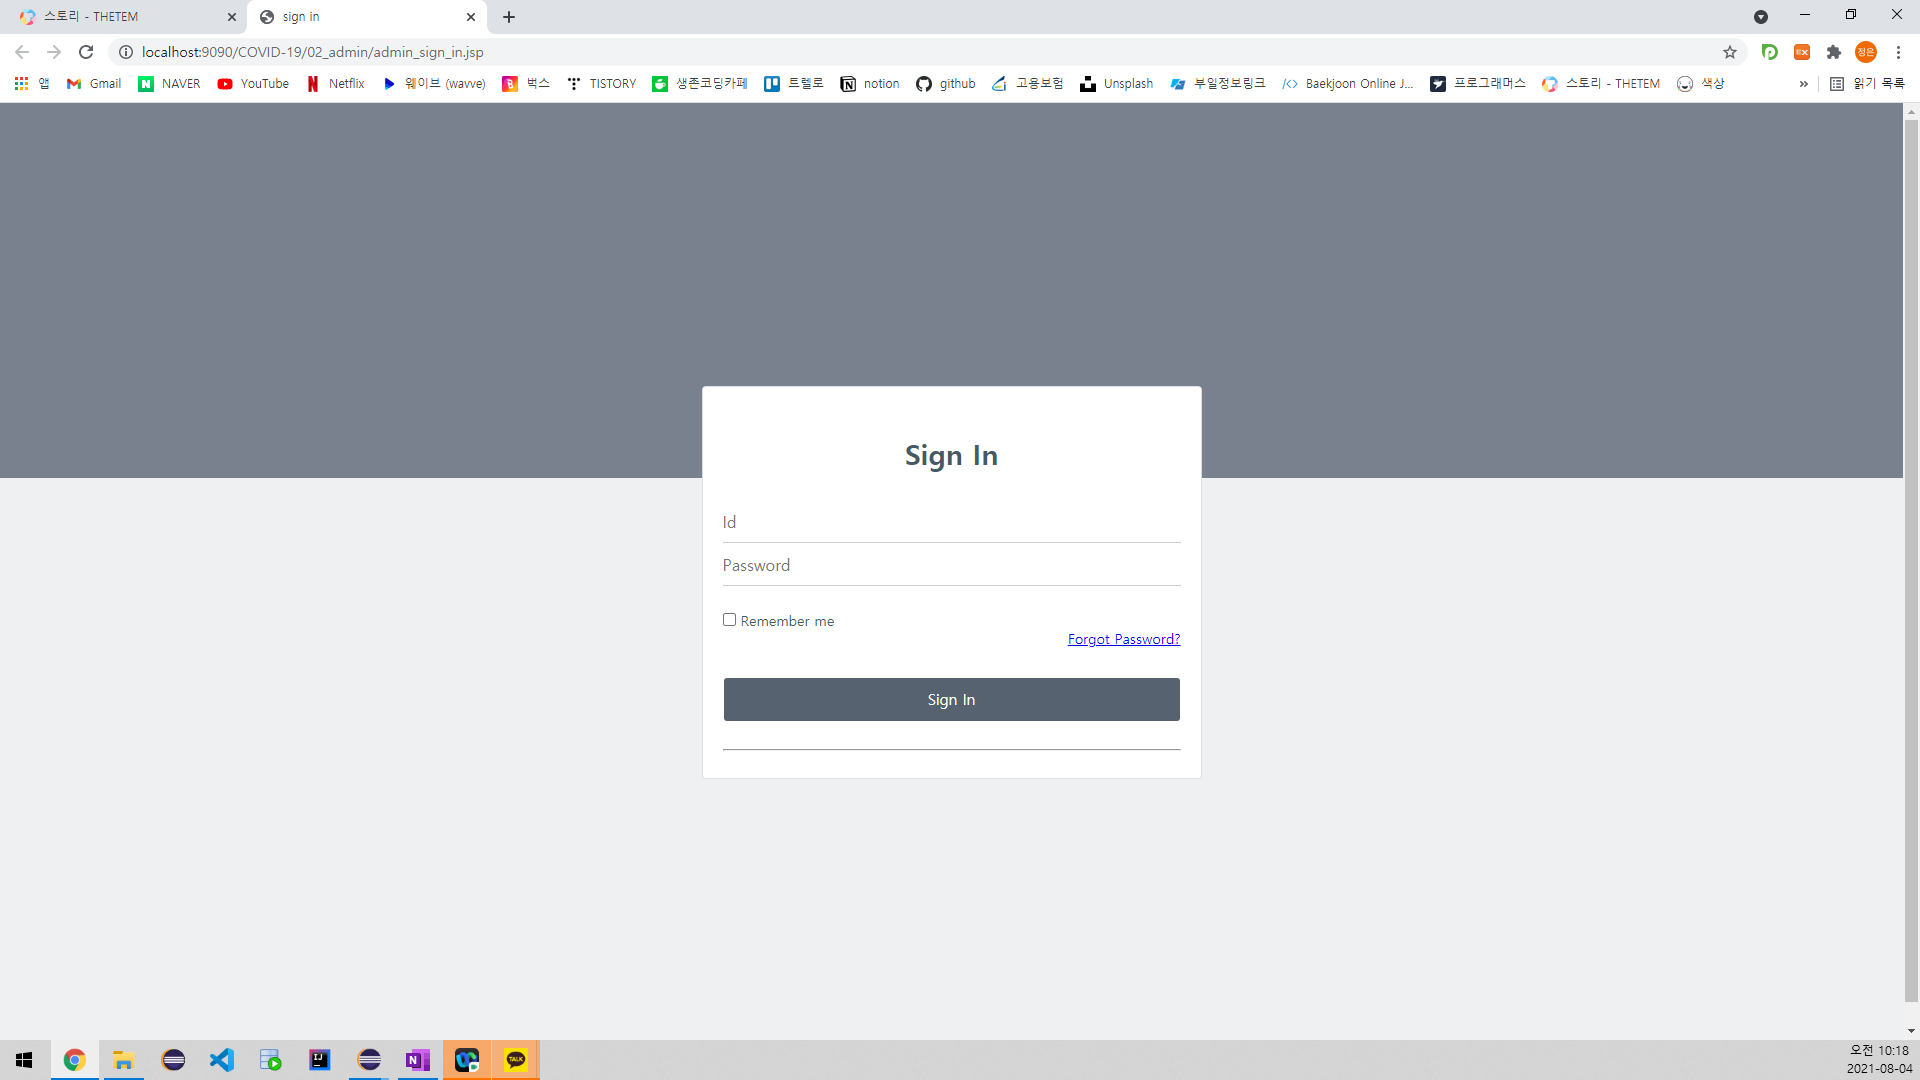 스토리 - THETEM
sign in
localhost:9090/COVID-19/02_admin/admin_sign_in.jsp
EX
정은
앱
Gmail
NAVER
YouTube
Netflix
웨이브 (wavve)
벅스
TISTORY
생존코딩카페
트렐로
notion
github
고용보험
Unsplash
부일정보링크
Baekjoon Online J...
프로그래머스
스토리 - THETEM
색상
»
읽기 목록
Sign In
Id
Password
Remember me
Forgot Password?
Sign In
TALK
오전 10:18
2021-08-04